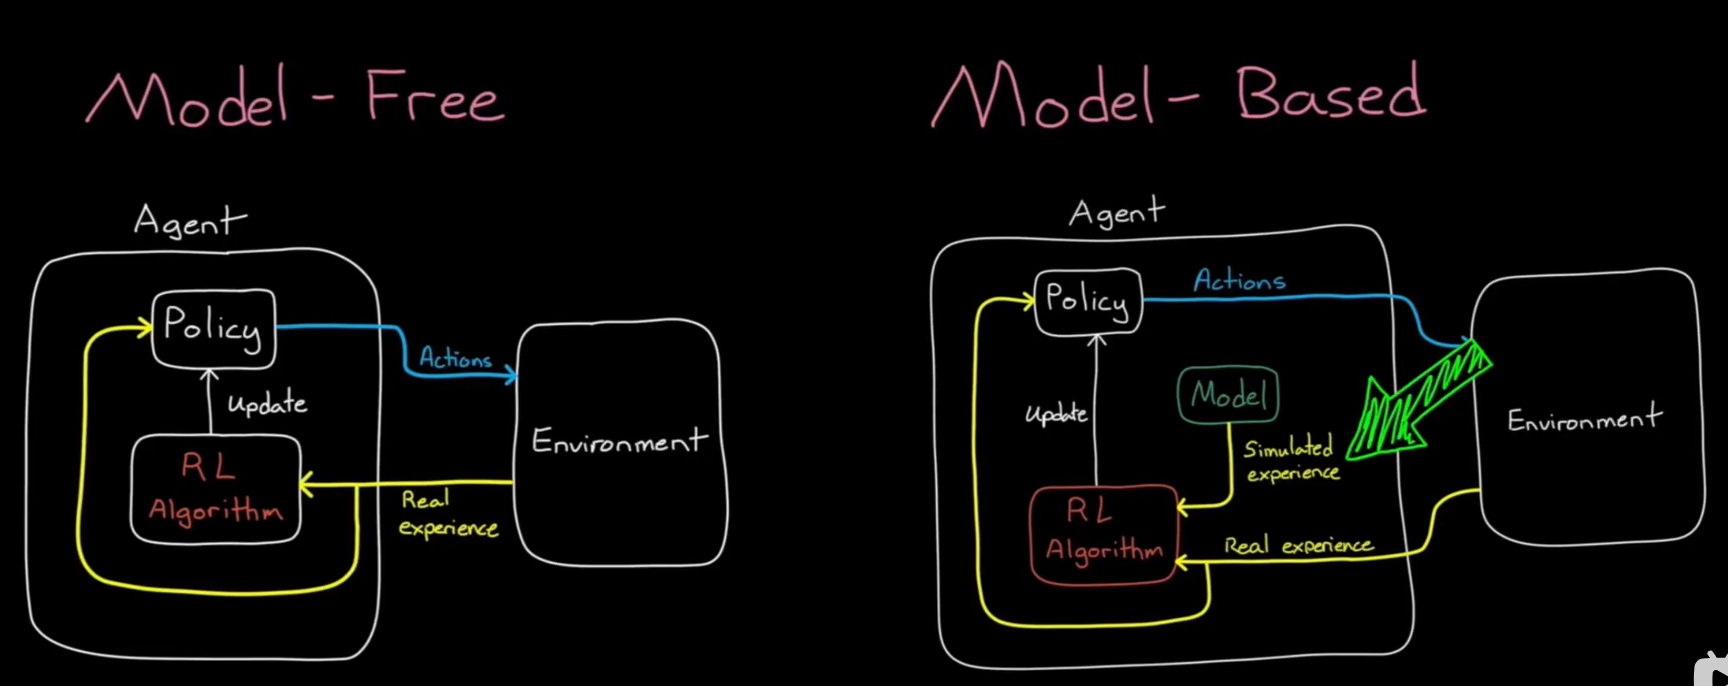 Model - Free
Agent
Policy
Actions
Update
RL
Algorithm
Real
experience
Environment
Model - Based
Agent
Policy
Actions
Model
Update
Simulated
experience
RL
Algorithm
Real experience
Environment